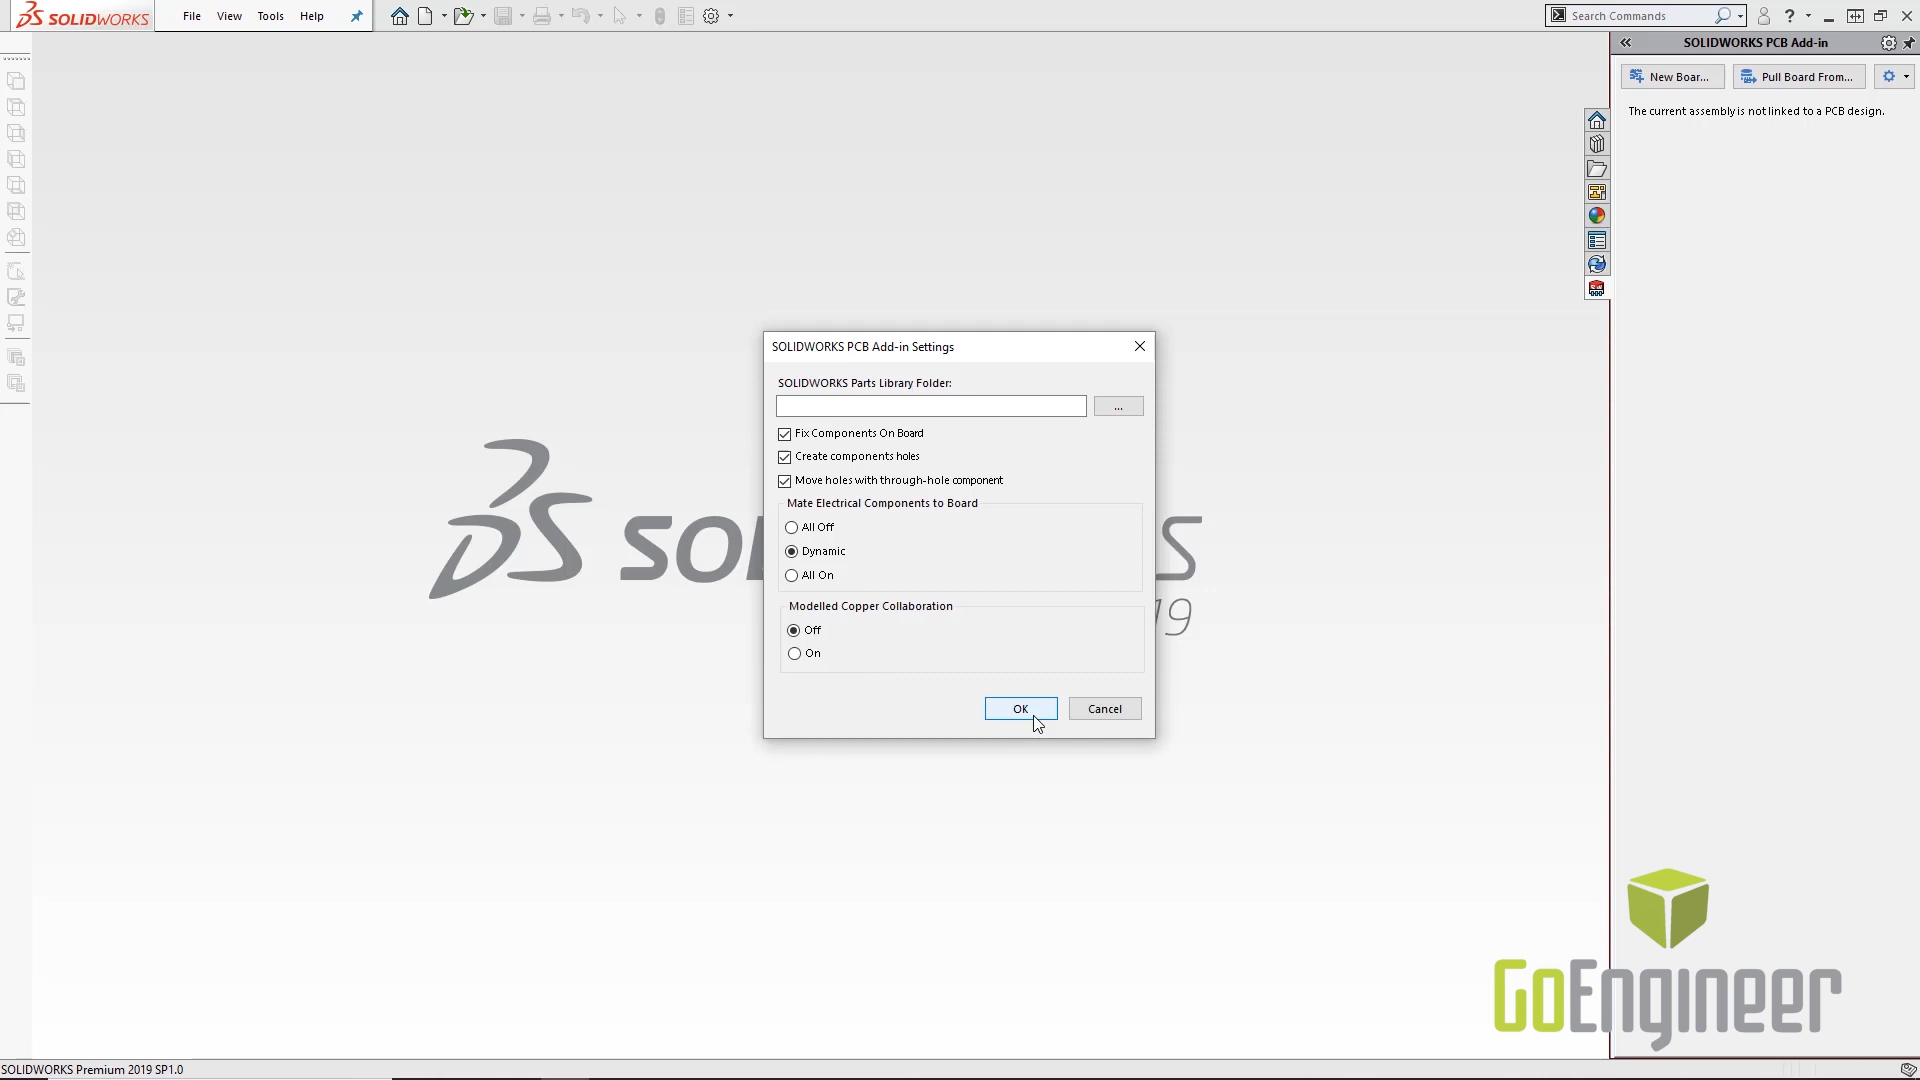 SOLIDWORKS
File View Tools Help
Search Commands
?
SOLIDWORKS PCB Add-in
New Boar...
Pull Board From...
The current assembly is not linked to a PCB design.
SOLIDWORKS PCB Add-in Settings
SOLIDWORKS Parts Library Folder:
...
Fix Components On Board
Create components holes
Move holes with through-hole component
Mate Electrical Components to Board
All Off
Dynamic
All On
Modelled Copper Collaboration
Off
On
OK
Cancel
SO
S
19
GoEngineer
SOLIDWORKS Premium 2019 SP1.0